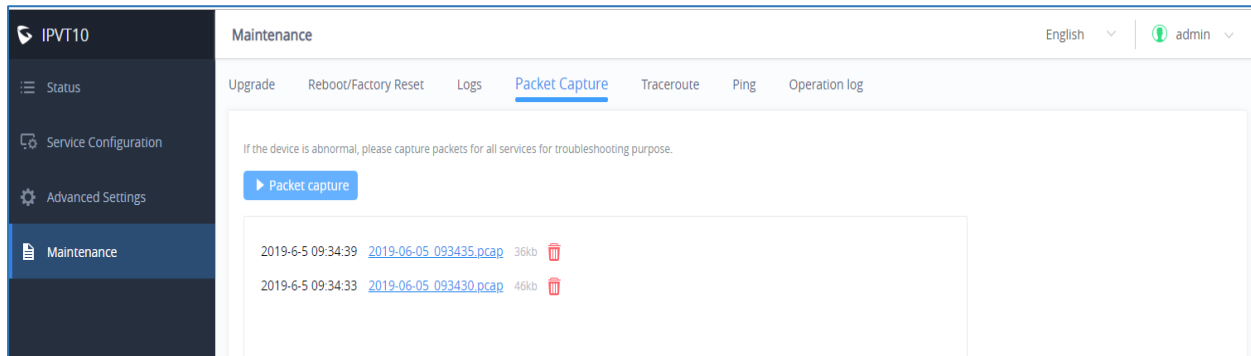 IPVT10
Maintenance
English
admin
Status
Service Configuration
Advanced Settings
Maintenance
Upgrade Reboot/Factory Reset Logs Packet Capture Traceroute Ping Operation log
If the device is abnormal, please capture packets for all services for troubleshooting purpose.
Packet capture
2019-6-5 09:34:39 2019-06-05_093435.pcap 36kb
2019-6-5 09:34:33 2019-06-05_093430.pcap 46kb